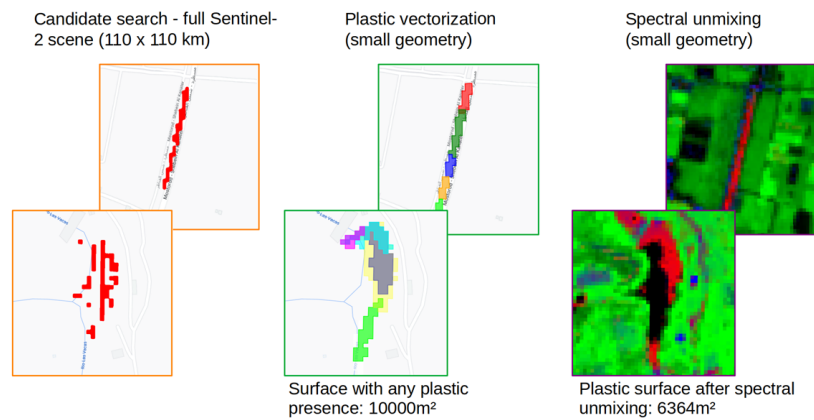 Candidate search - full Sentinel-
2 scene (110 x 110 km)
Plastic vectorization
(small geometry)
Spectral unmixing
(small geometry)
Surface with any plastic
presence: 10000m²
Plastic surface after spectral
unmixing: 6364m²